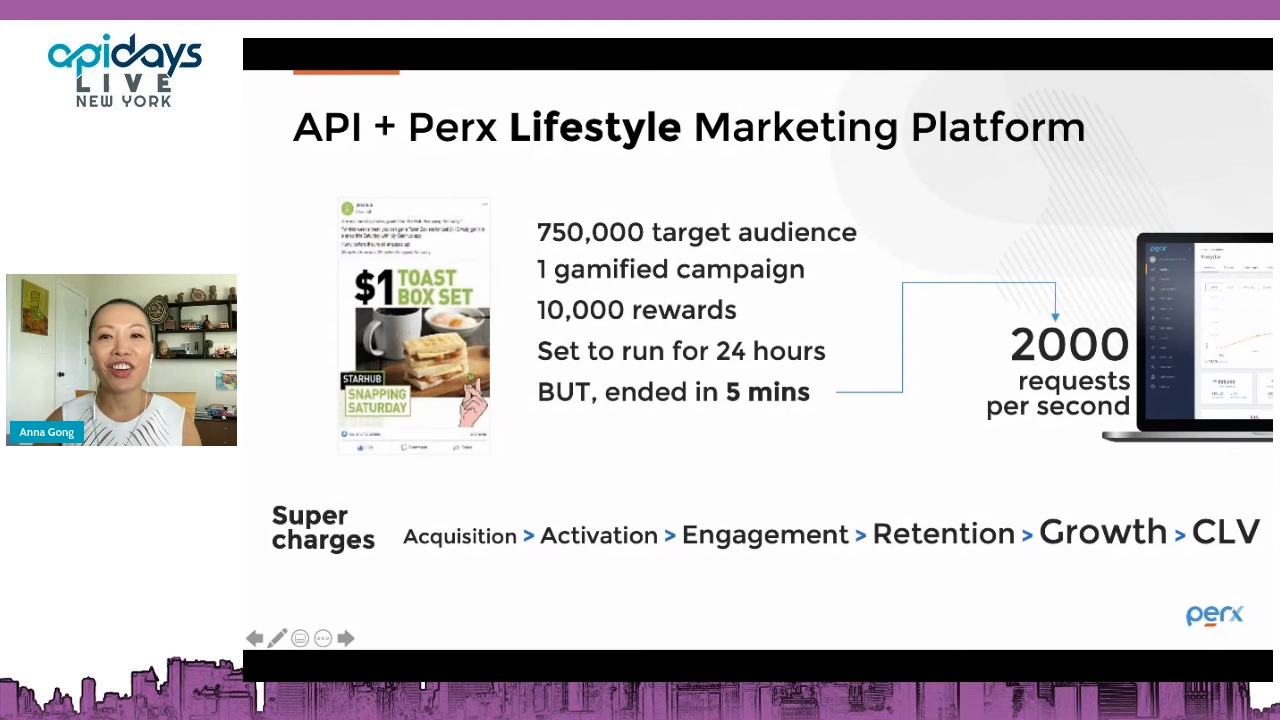 apidays
LIVE
NEW YORK
API + Perx Lifestyle Marketing Platform
$1 TOAST
BOX SET
STARHUB
SNAPPING
SATURDAY
750,000 target audience
1 gamified campaign
10,000 rewards
Set to run for 24 hours
BUT, ended in 5 mins
2000
requests
per second
perx
Anna Gong
Super
charges
Acquisition > Activation > Engagement > Retention > Growth > CLV
perx